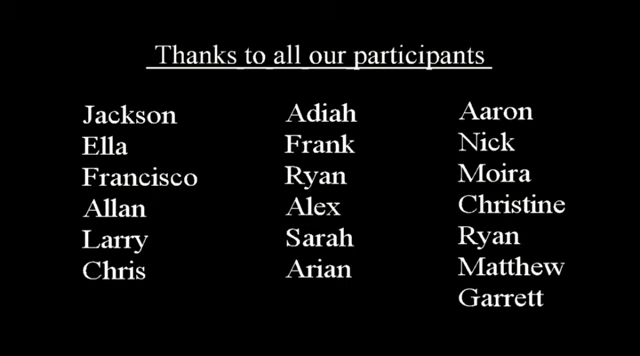 Thanks to all our participants
Jackson
Ella
Francisco
Allan
Larry
Chris
Adiah
Frank
Ryan
Alex
Sarah
Arian
Aaron
Nick
Moira
Christine
Ryan
Matthew
Garrett